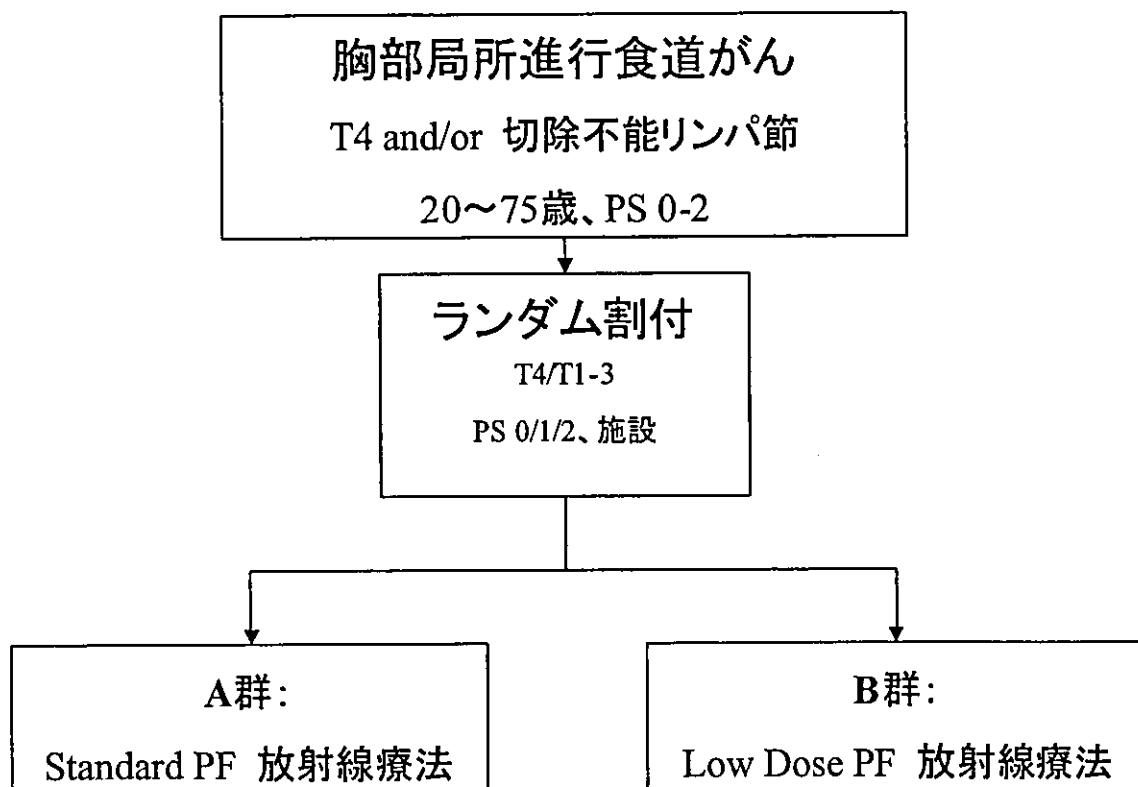 胸部局所進行食道がん
T4 and/or 切除不能リンパ節
20～75歳、PS 0-2
ランダム割付
T4/T1-3
PS 0/1/2、施設
A群:
Standard PF 放射線療法
B群:
Low Dose PF 放射線療法